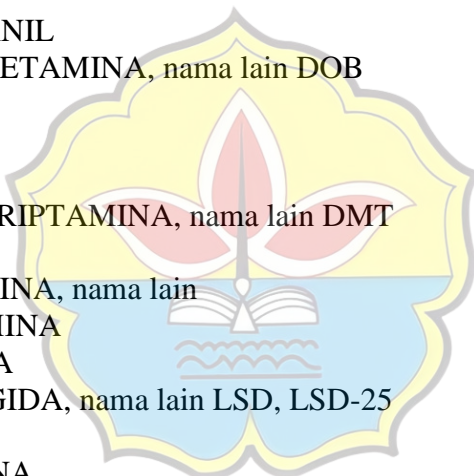 ANIL
ETAMINA, nama lain DOB
RIPTAMINA, nama lain DMT
INA, nama lain
MINA
A
GIDA, nama lain LSD, LSD-25
NA